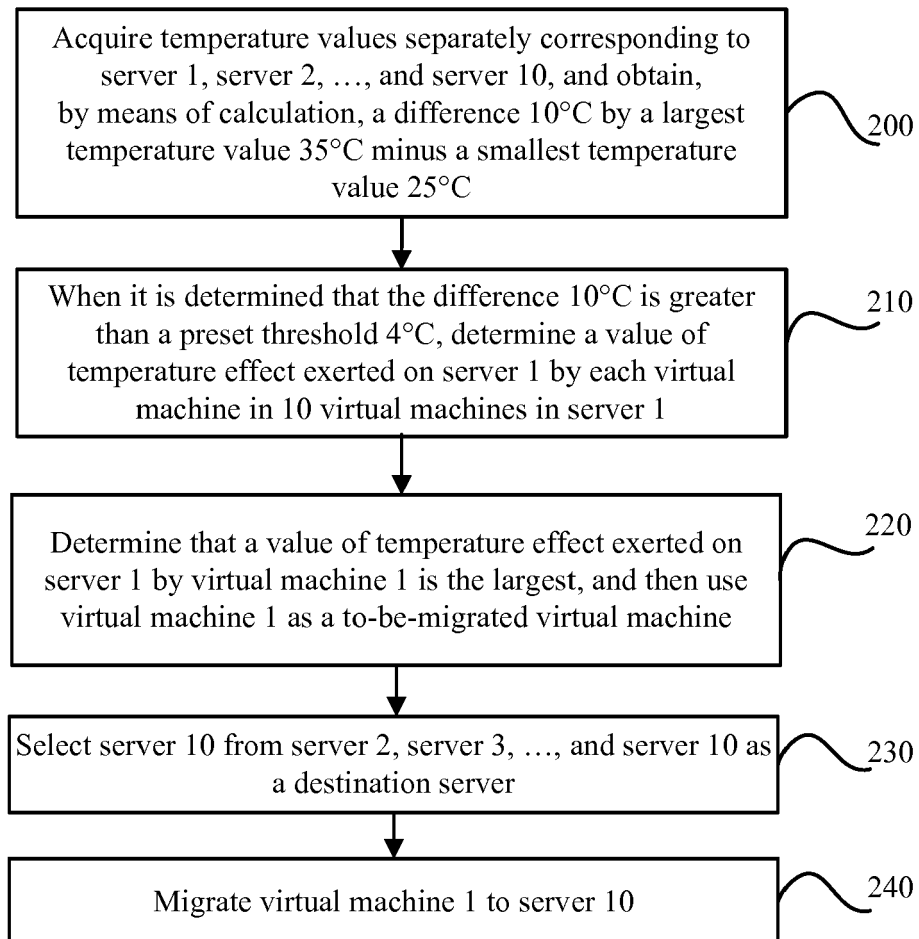 Acquire temperature values separately corresponding to
server 1, server 2, …, and server 10, and obtain,
by means of calculation, a difference 10°C by a largest
temperature value 35°C minus a smallest temperature
value 25°C
200
When it is determined that the difference 10°C is greater
than a preset threshold 4°C, determine a value of
temperature effect exerted on server 1 by each virtual
machine in 10 virtual machines in server 1
210
Determine that a value of temperature effect exerted on
server 1 by virtual machine 1 is the largest, and then use
virtual machine 1 as a to-be-migrated virtual machine
220
Select server 10 from server 2, server 3, …, and server 10 as
a destination server
230
Migrate virtual machine 1 to server 10
240